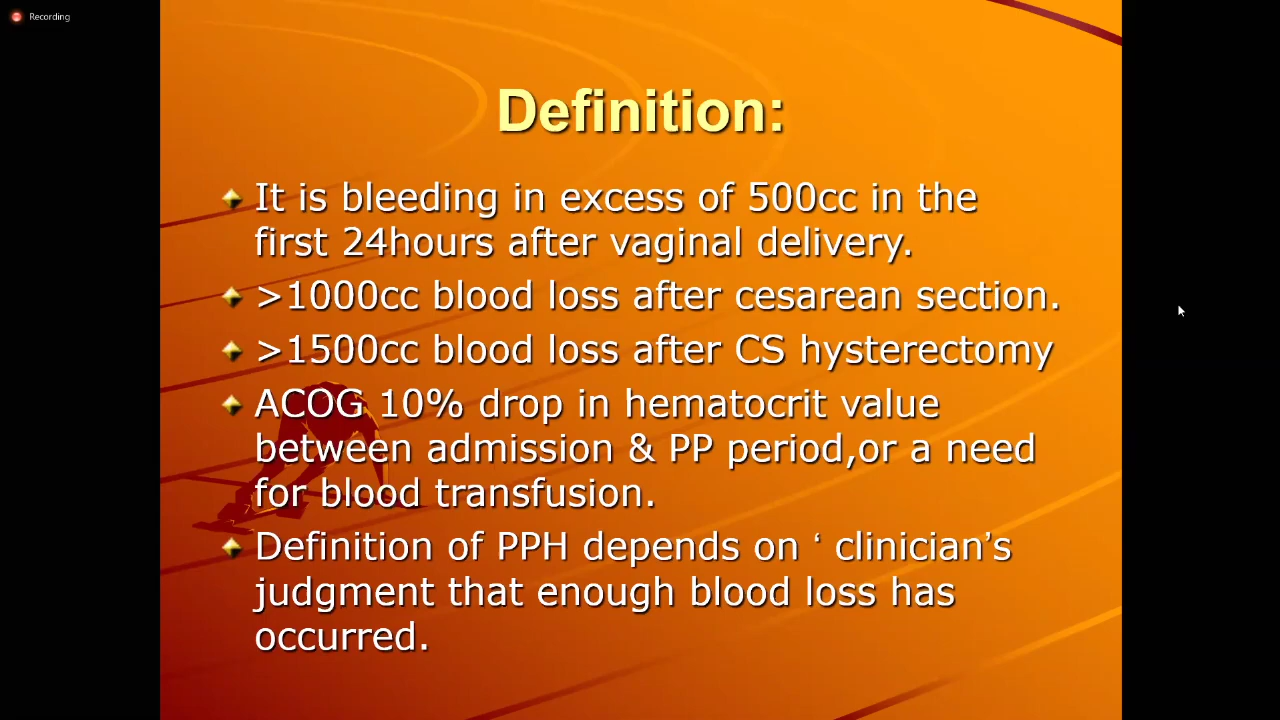 Recording
Definition:
It is bleeding in excess of 500cc in the
first 24hours after vaginal delivery.
>1000cc blood loss after cesarean section.
>1500cc blood loss after CS hysterectomy
ACOG 10% drop in hematocrit value
between admission & PP period,or a need
for blood transfusion.
Definition of PPH depends on ‘ clinician’s
judgment that enough blood loss has
occurred.